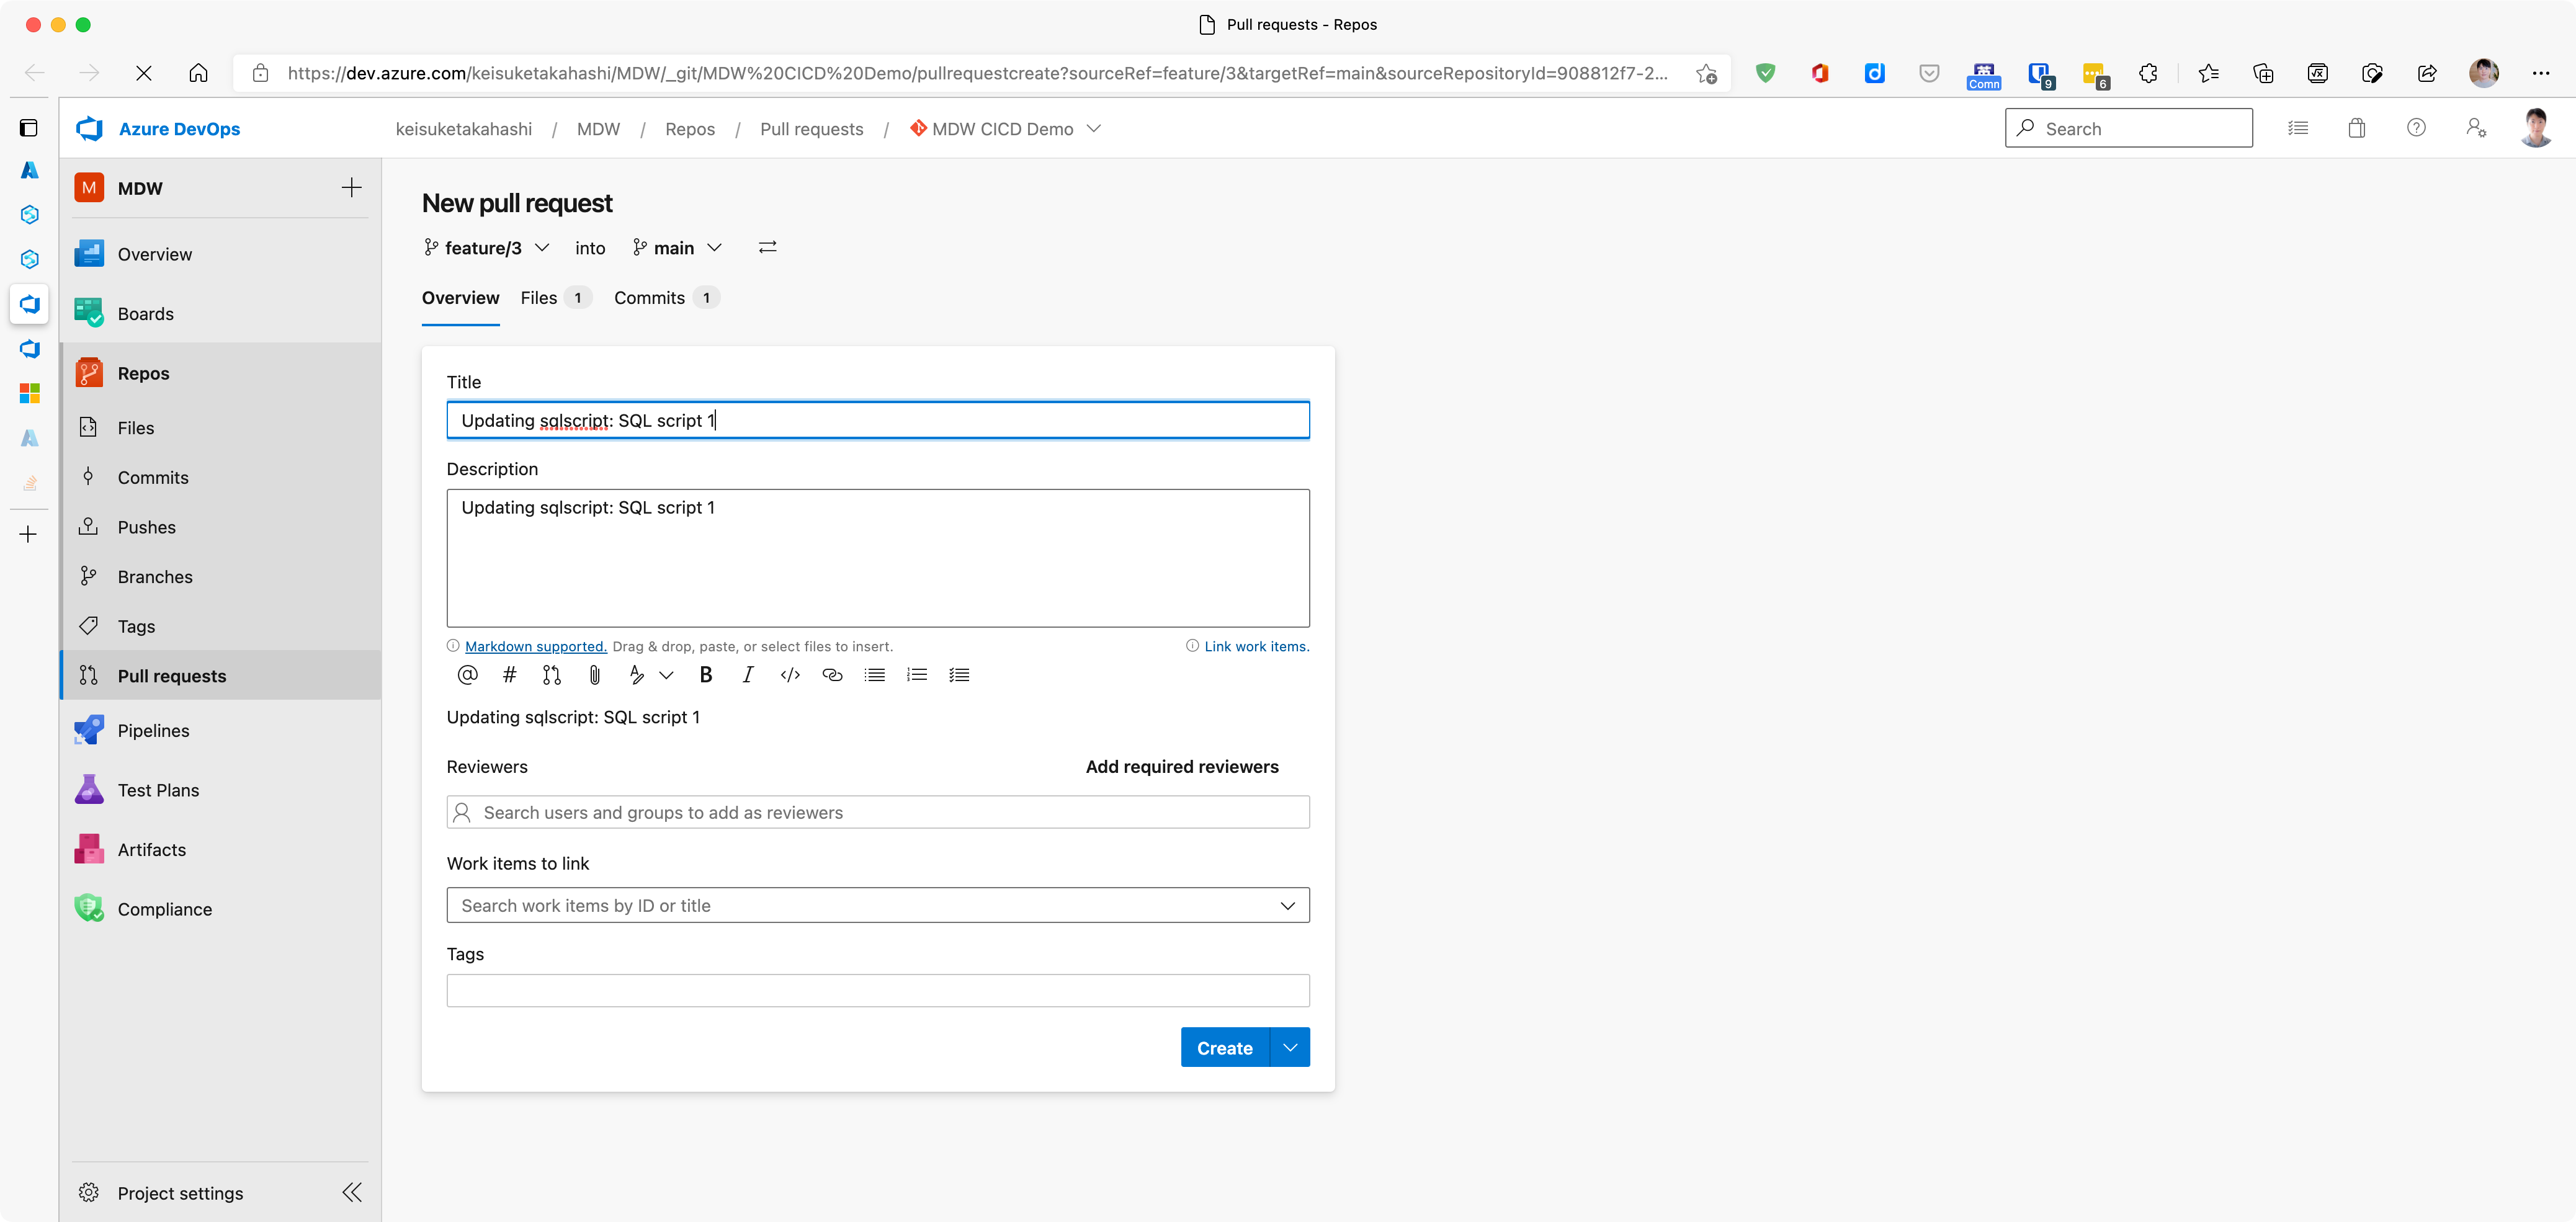 Pull requests - Repos
https://dev.azure.com/keisuketakahashi/MDW/_git/MDW%20CICD%20Demo/pullrequestcreate?sourceRef=feature/3&targetRef=main&sourceRepositoryId=908812f7-2...
Comn
9
6
Azure DevOps
keisuketakahashi / MDW / Repos / Pull requests / MDW CICD Demo
Search
M MDW
Overview
Boards
Repos
Files
Commits
Pushes
Branches
Tags
Pull requests
Pipelines
Test Plans
Artifacts
Compliance
Project settings
New pull request
feature/3 into main
Overview Files 1 Commits 1
Title
Updating sqlscript: SQL script 1
Description
Updating sqlscript: SQL script 1
Markdown supported. Drag & drop, paste, or select files to insert. Link work items.
Updating sqlscript: SQL script 1
Reviewers Add required reviewers
Search users and groups to add as reviewers
Work items to link
Search work items by ID or title
Tags
Create